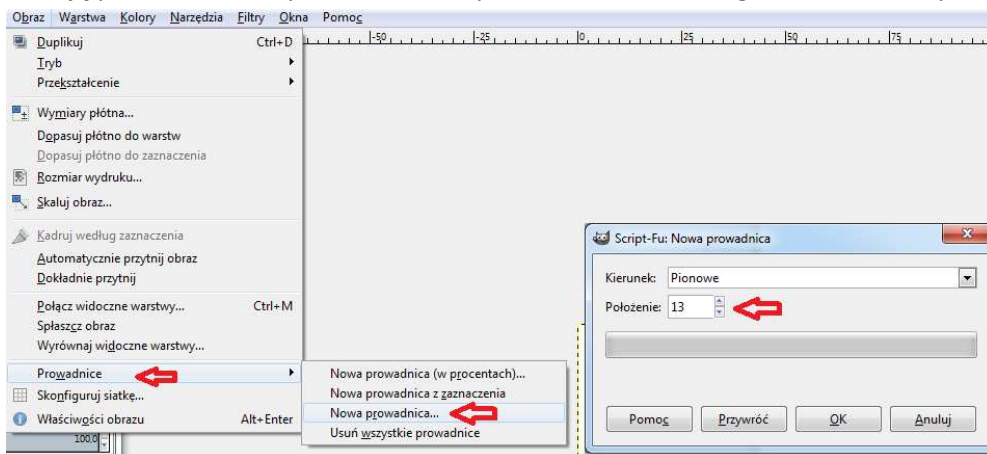 Obraz Warstwa Kolory Narzędzia Filtry Okna Pomoc
Duplikuj Ctrl+D
Tryb
Przekształcenie
Wymiary płótna...
Dopasuj płótno do warstw
Dopasuj płótno do zaznaczenia
Rozmiar wydruku...
Skaluj obraz...
Kadruj według zaznaczenia
Automatycznie przytnij obraz
Dokładnie przytnij
Połącz widoczne warstwy... Ctrl+M
Spłaszcz obraz
Wyrównaj widoczne warstwy...
Prowadnice
Skonfiguruj siatkę...
Właściwości obrazu Alt+Enter
100,0
Nowa prowadnica (w procentach)...
Nowa prowadnica z zaznaczenia
Nowa prowadnica...
Usuń wszystkie prowadnice
-50 -25 0 25 50 75
Script-Fu: Nowa prowadnica
Kierunek: Pionowe
Położenie: 13
Pomoc Przywróć OK Anuluj